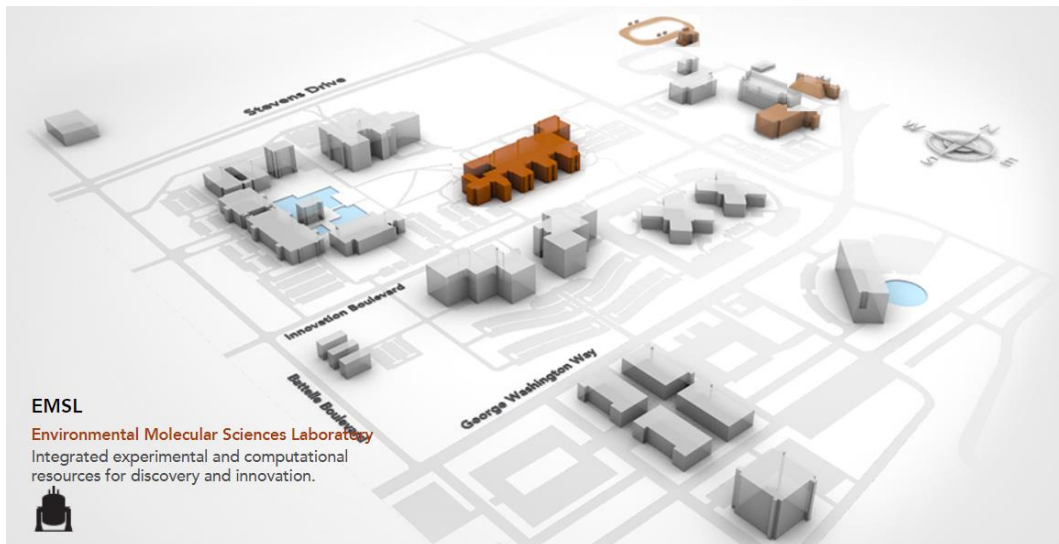 Stevens Drive
W
N
S
E
Innovation Boulevard
George Washington Way
Battelle Boulevard
EMSL
Environmental Molecular Sciences Laboratory
Integrated experimental and computational
resources for discovery and innovation.